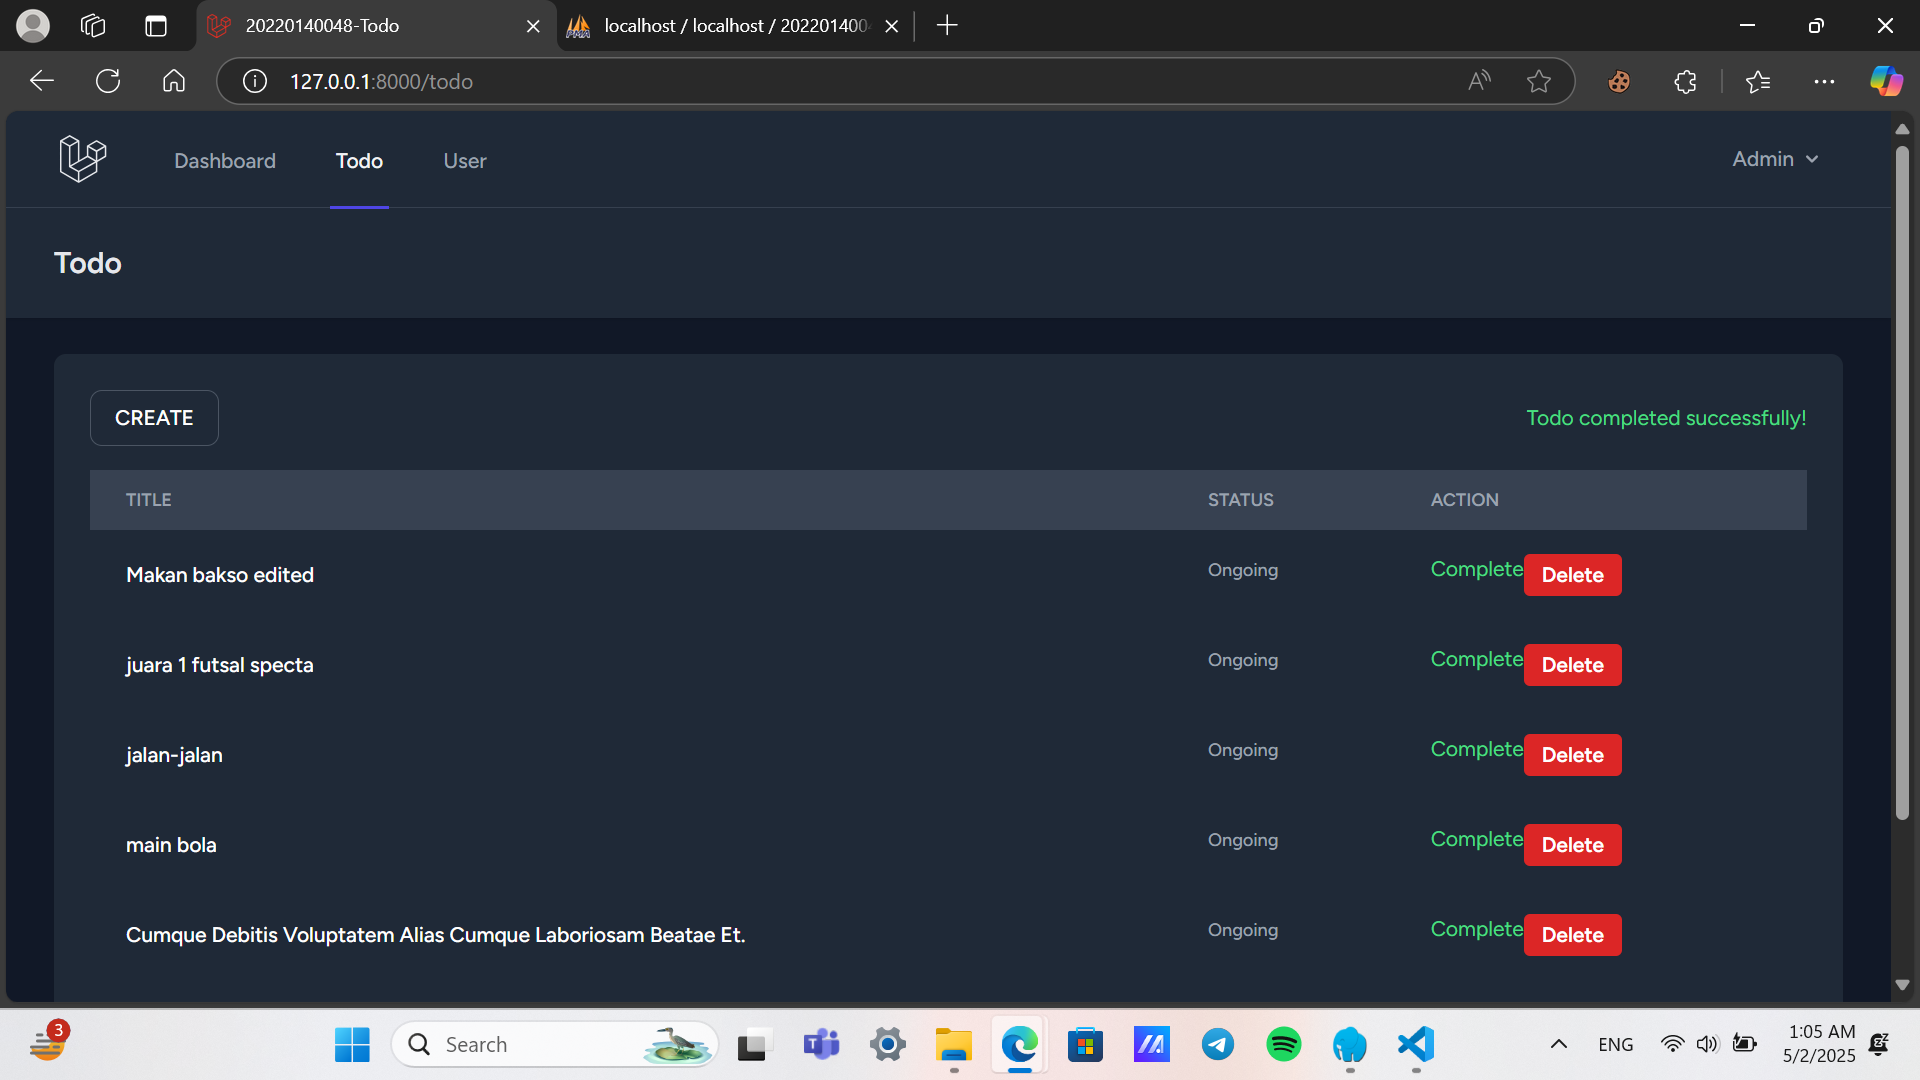 20220140048-Todo
localhost / localhost / 202201400
127.0.0.1:8000/todo
Dashboard Todo User Admin
Todo
CREATE Todo completed successfully!
TITLE STATUS ACTION
Makan bakso edited Ongoing Complete Delete
juara 1 futsal specta Ongoing Complete Delete
jalan-jalan Ongoing Complete Delete
main bola Ongoing Complete Delete
Cumque Debitis Voluptatem Alias Cumque Laboriosam Beatae Et. Ongoing Complete Delete
3
Search
ENG
1:05 AM
5/2/2025